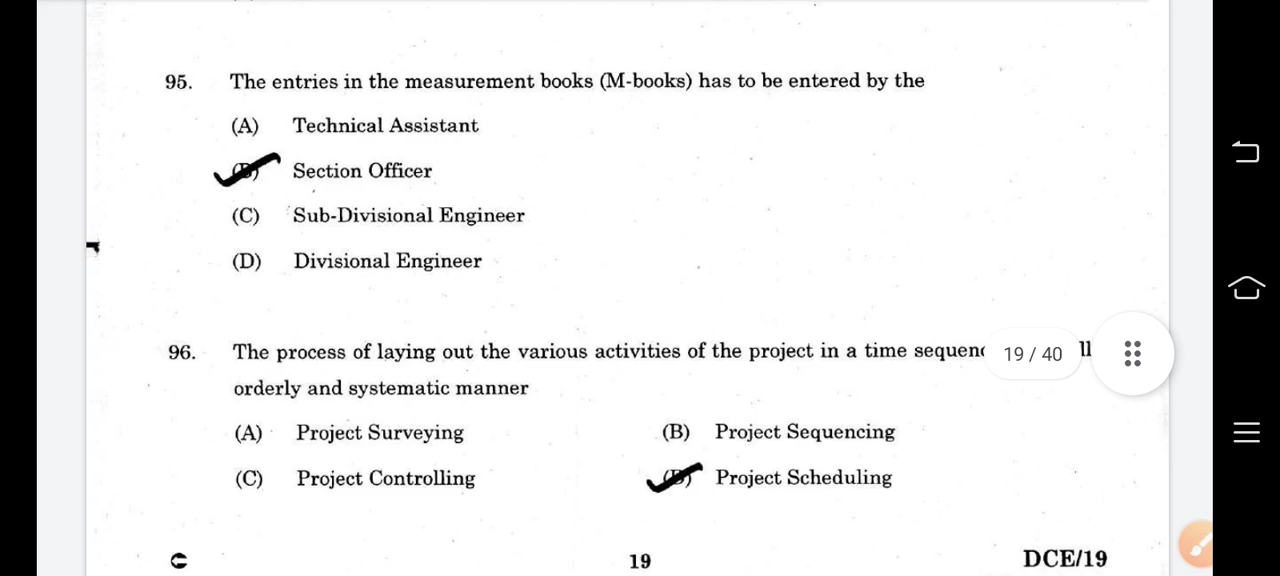 95. The entries in the measurement books (M-books) has to be entered by the
(A) Technical Assistant
Section Officer
(C) Sub-Divisional Engineer
(D) Divisional Engineer
96. The process of laying out the various activities of the project in a time
19 / 40
orderly and systematic manner
(A) Project Surveying (B) Project Sequencing
(C) Project Controlling Project Scheduling
19 DCE/19